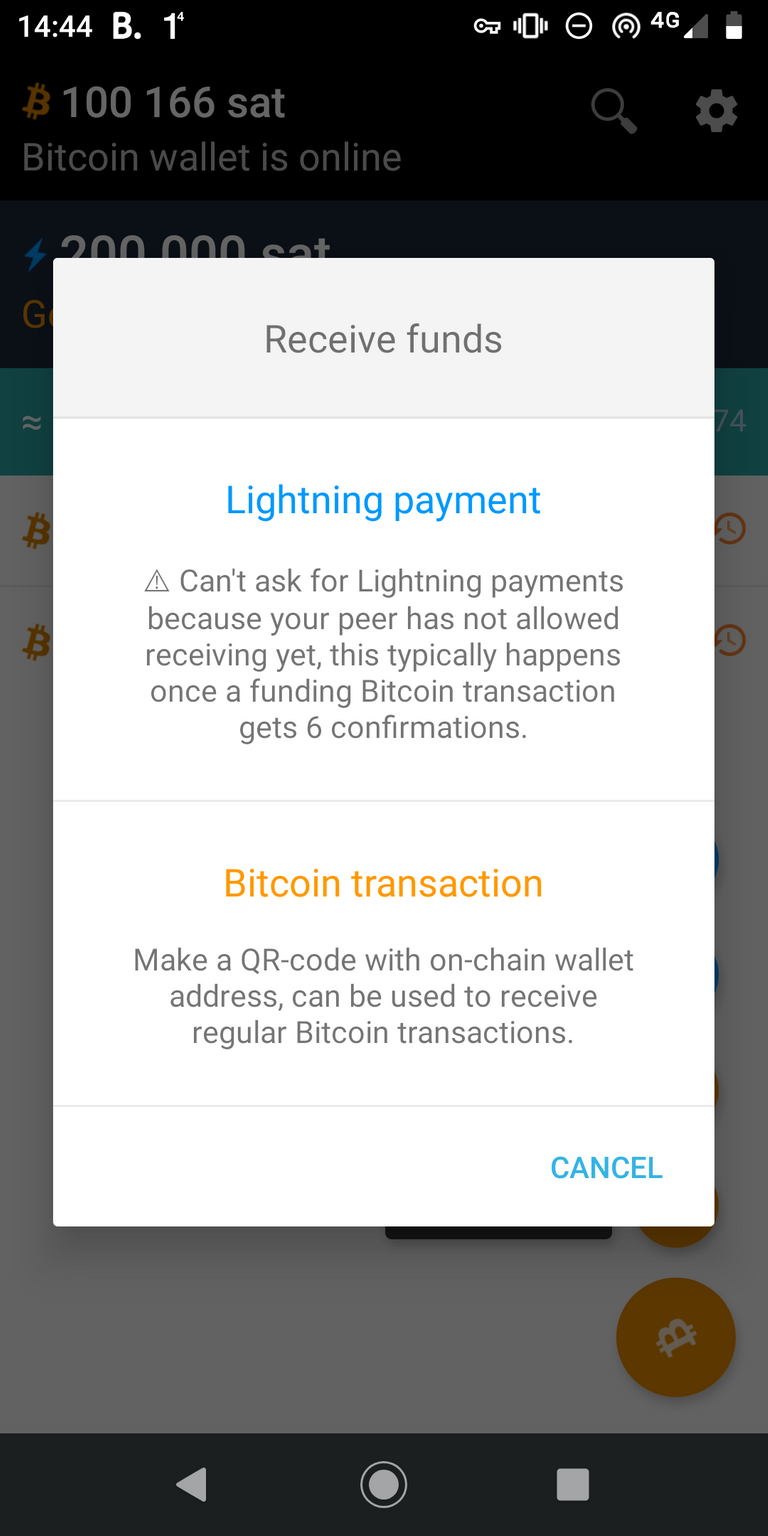 14:44 B. 1⁴ 4G
100 166 sat
Bitcoin wallet is online
200 000 sat
≈ 74
Receive funds
Lightning payment
⚠ Can't ask for Lightning payments
because your peer has not allowed
receiving yet, this typically happens
once a funding Bitcoin transaction
gets 6 confirmations.
Bitcoin transaction
Make a QR-code with on-chain wallet
address, can be used to receive
regular Bitcoin transactions.
CANCEL